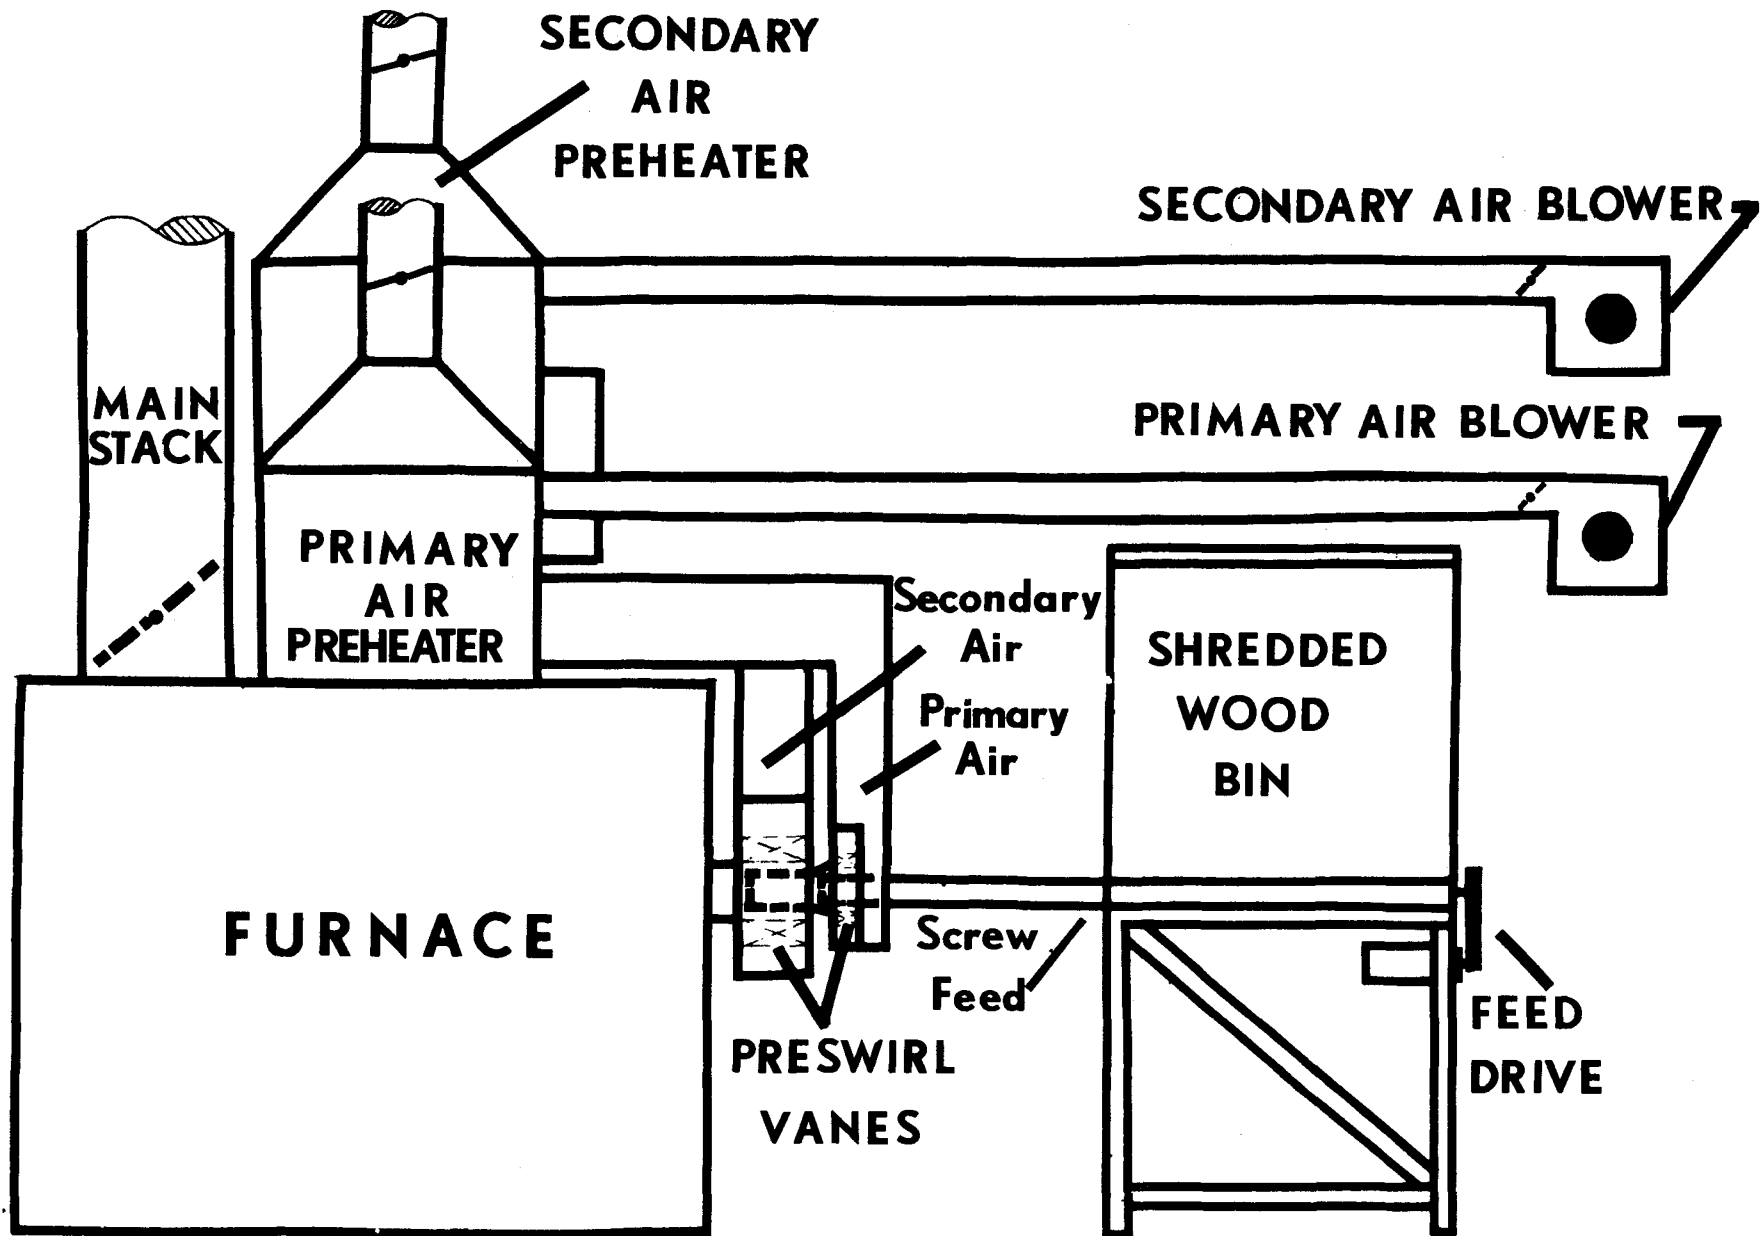 SECONDARY
AIR
PREHEATER
SECONDARY AIR BLOWER
MAIN
STACK
PRIMARY AIR BLOWER
PRIMARY
AIR
PREHEATER
Secondary
Air
Primary
Air
SHREDDED
WOOD
BIN
FURNACE
Screw
Feed
PRESWIRL
VANES
FEED
DRIVE